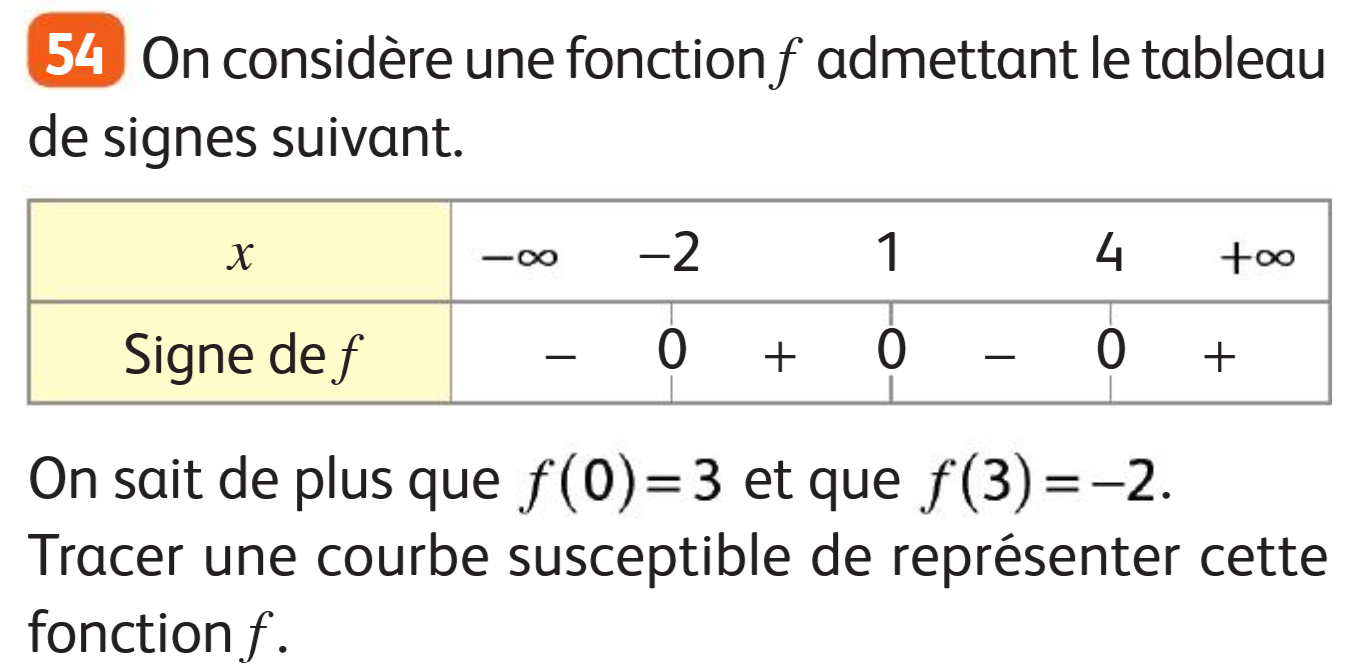 54 On considère une fonction f admettant le tableau
de signes suivant.
x −∞ −2 1 4 +∞
Signe de f − 0 + 0 − 0 +
On sait de plus que f(0)=3 et que f(3)=−2.
Tracer une courbe susceptible de représenter cette
fonction f.